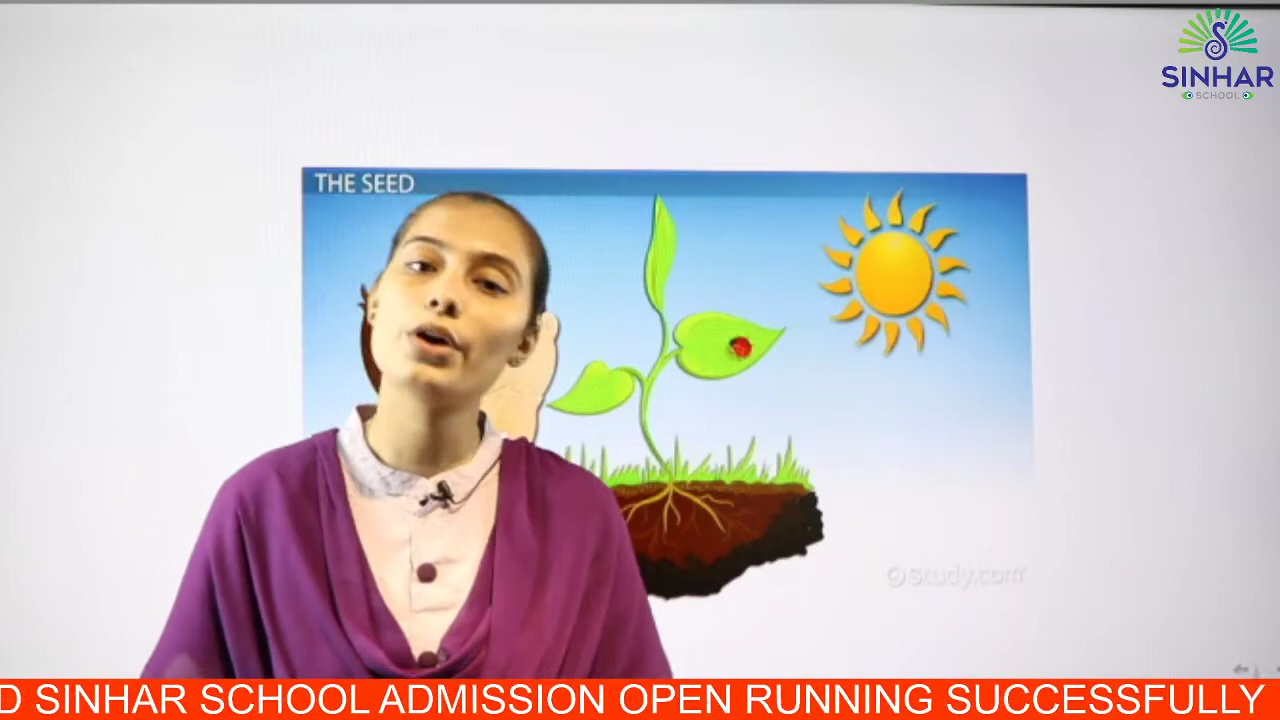 SINHAR
SCHOOL
THE SEED
Study.com
D SINHAR SCHOOL ADMISSION OPEN RUNNING SUCCESSFULLY